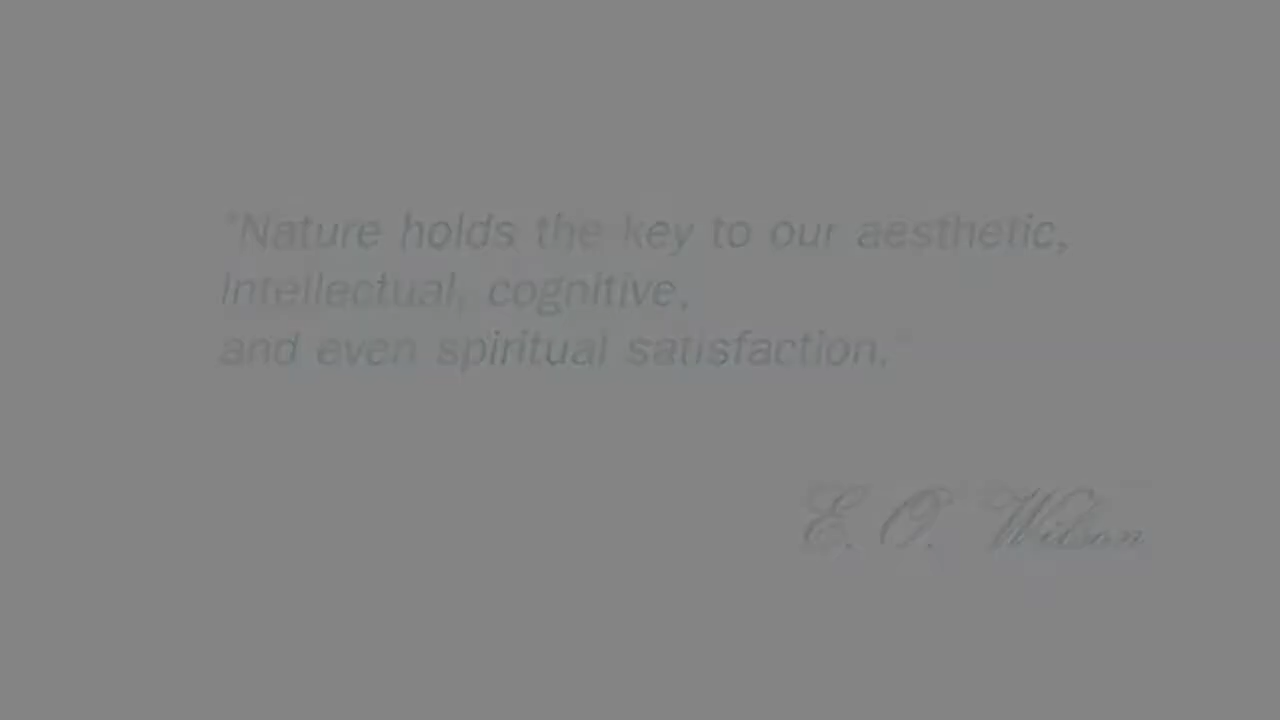 "Nature holds the key to our aesthetic,
intellectual, cognitive,
and even spiritual satisfaction."
E. O. Wilson